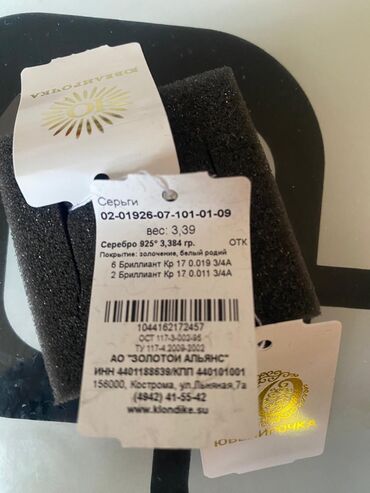 ЮВЕЛИРОЧКА
Серьги
02-01926-07-101-01-09
вес: 3,39
Серебро 925° 3,384 гр. ОТК
Покрытие: золочение, белый родий
6 Бриллиант Кр 17 0.019 3/4А
2 Бриллиант Кр 17 0.011 3/4А
1044162172457
ОСТ 117-3-002-95
ТУ 117-4.2099-2002
АО "ЗОЛОТОЙ АЛЬЯНС"
ИНН 4401188639/КПП 440101001
156000, Кострома, ул.Льняная,7а
(4942) 41-55-42
www.klondike.su
ЮВЕЛИРОЧКА